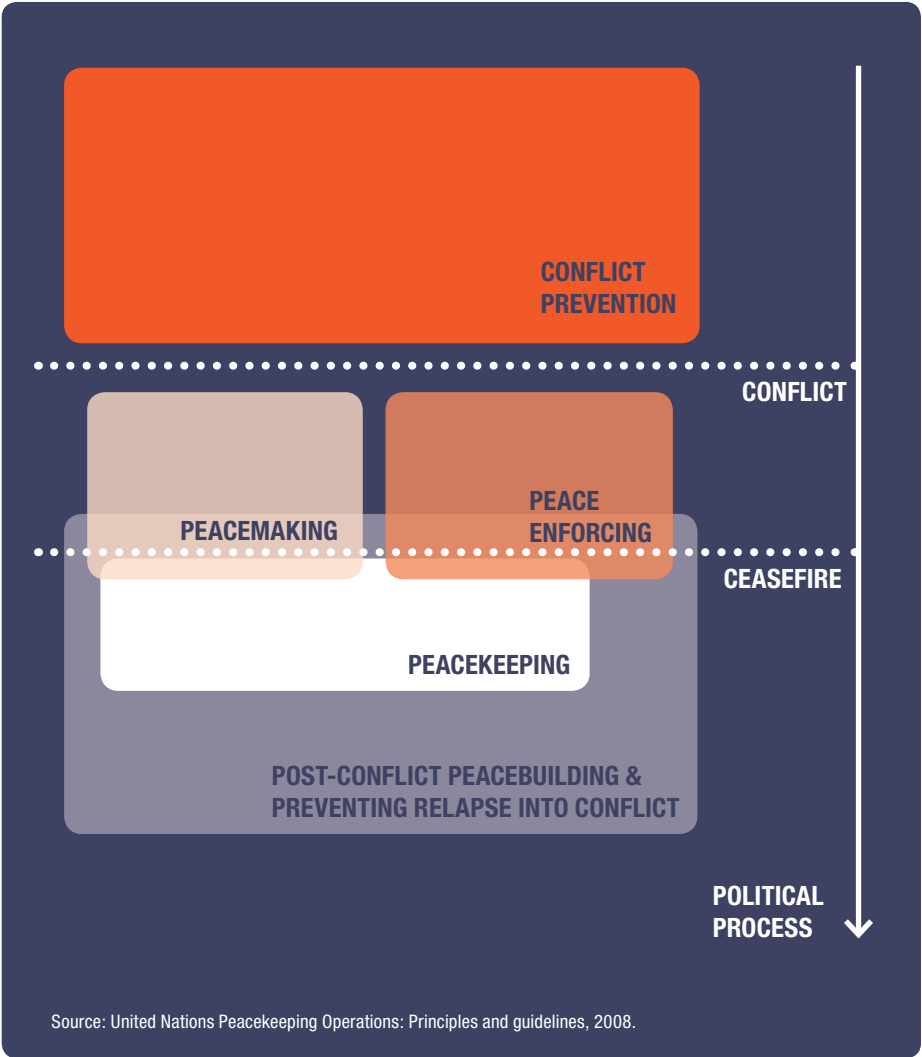 CONFLICT
PREVENTION
CONFLICT
PEACEMAKING
PEACE
ENFORCING
CEASEFIRE
PEACEKEEPING
POST-CONFLICT PEACEBUILDING &
PREVENTING RELAPSE INTO CONFLICT
POLITICAL
PROCESS
Source: United Nations Peacekeeping Operations: Principles and guidelines, 2008.